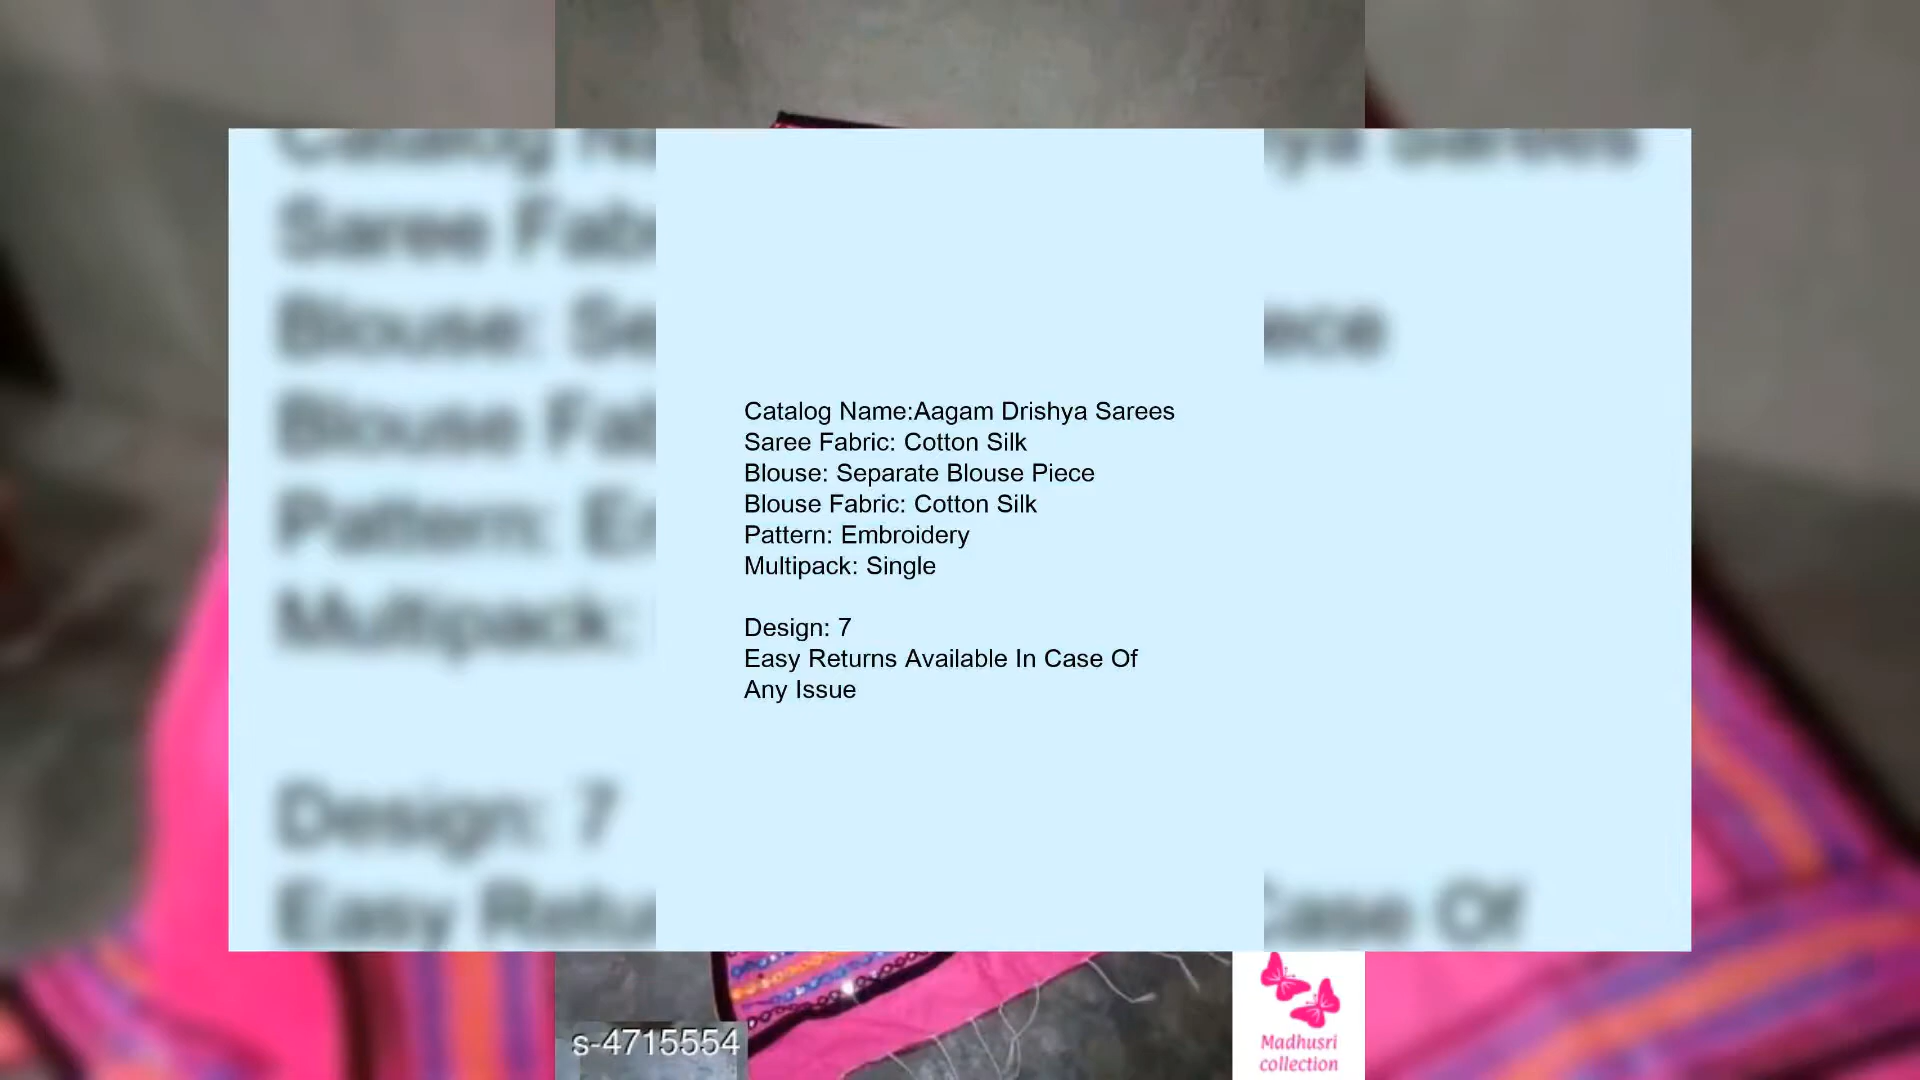 Catalog Name:Aagam Drishya Sarees
Saree Fabric: Cotton Silk
Blouse: Separate Blouse Piece
Blouse Fabric: Cotton Silk
Pattern: Embroidery
Multipack: Single
Design: 7
Easy Returns Available In Case Of
Any Issue
s-4715554
Madhusri
collection